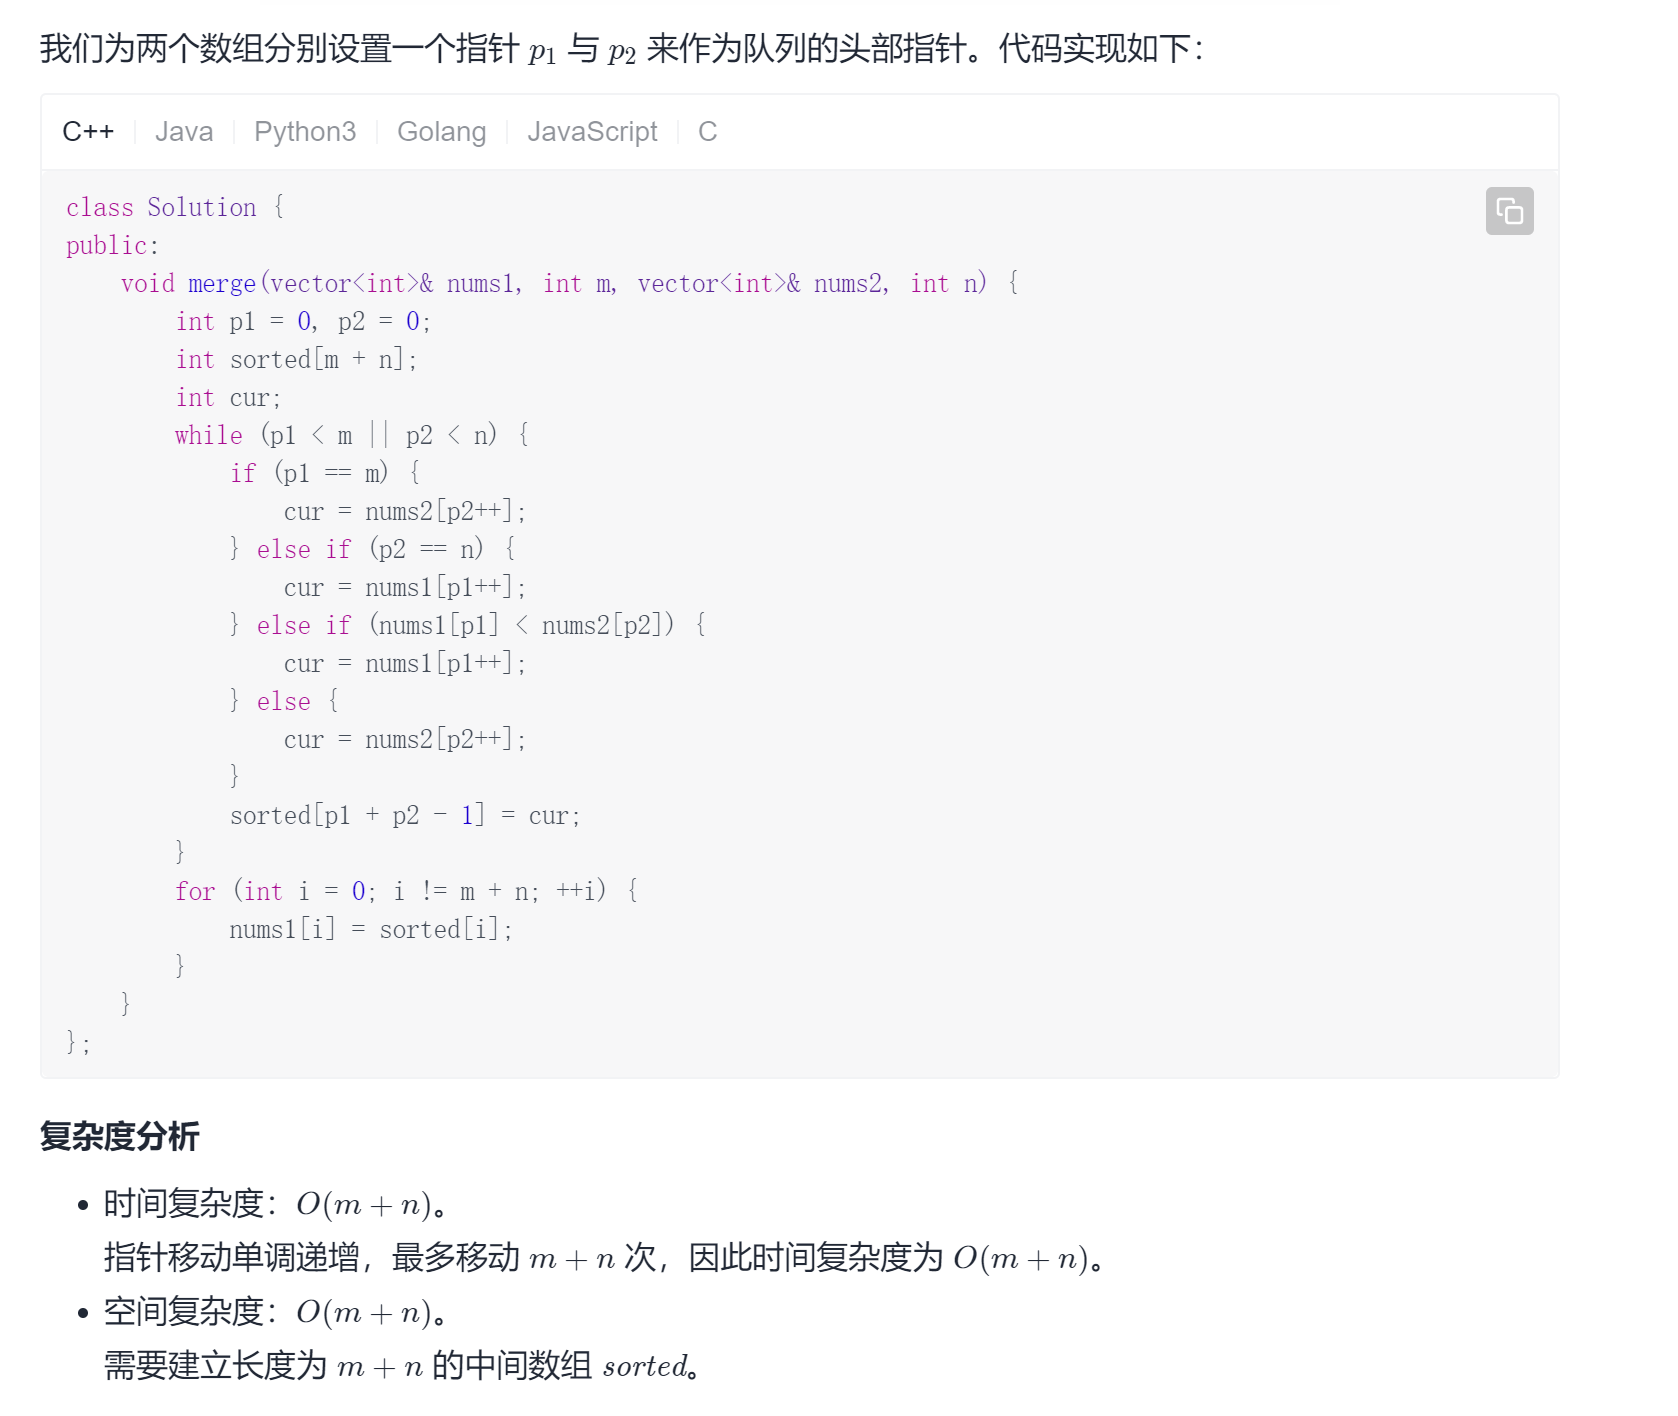 我们为两个数组分别设置一个指针 p1 与 p2 来作为队列的头部指针。代码实现如下：
C++ Java Python3 Golang JavaScript C
class Solution {
public:
    void merge(vector<int>& nums1, int m, vector<int>& nums2, int n) {
        int p1 = 0, p2 = 0;
        int sorted[m + n];
        int cur;
        while (p1 < m || p2 < n) {
            if (p1 == m) {
                cur = nums2[p2++];
            } else if (p2 == n) {
                cur = nums1[p1++];
            } else if (nums1[p1] < nums2[p2]) {
                cur = nums1[p1++];
            } else {
                cur = nums2[p2++];
            }
            sorted[p1 + p2 - 1] = cur;
        }
        for (int i = 0; i != m + n; ++i) {
            nums1[i] = sorted[i];
        }
    }
};
复杂度分析
• 时间复杂度：O(m + n)。
指针移动单调递增，最多移动 m + n 次，因此时间复杂度为 O(m + n)。
• 空间复杂度：O(m + n)。
需要建立长度为 m + n 的中间数组 sorted。